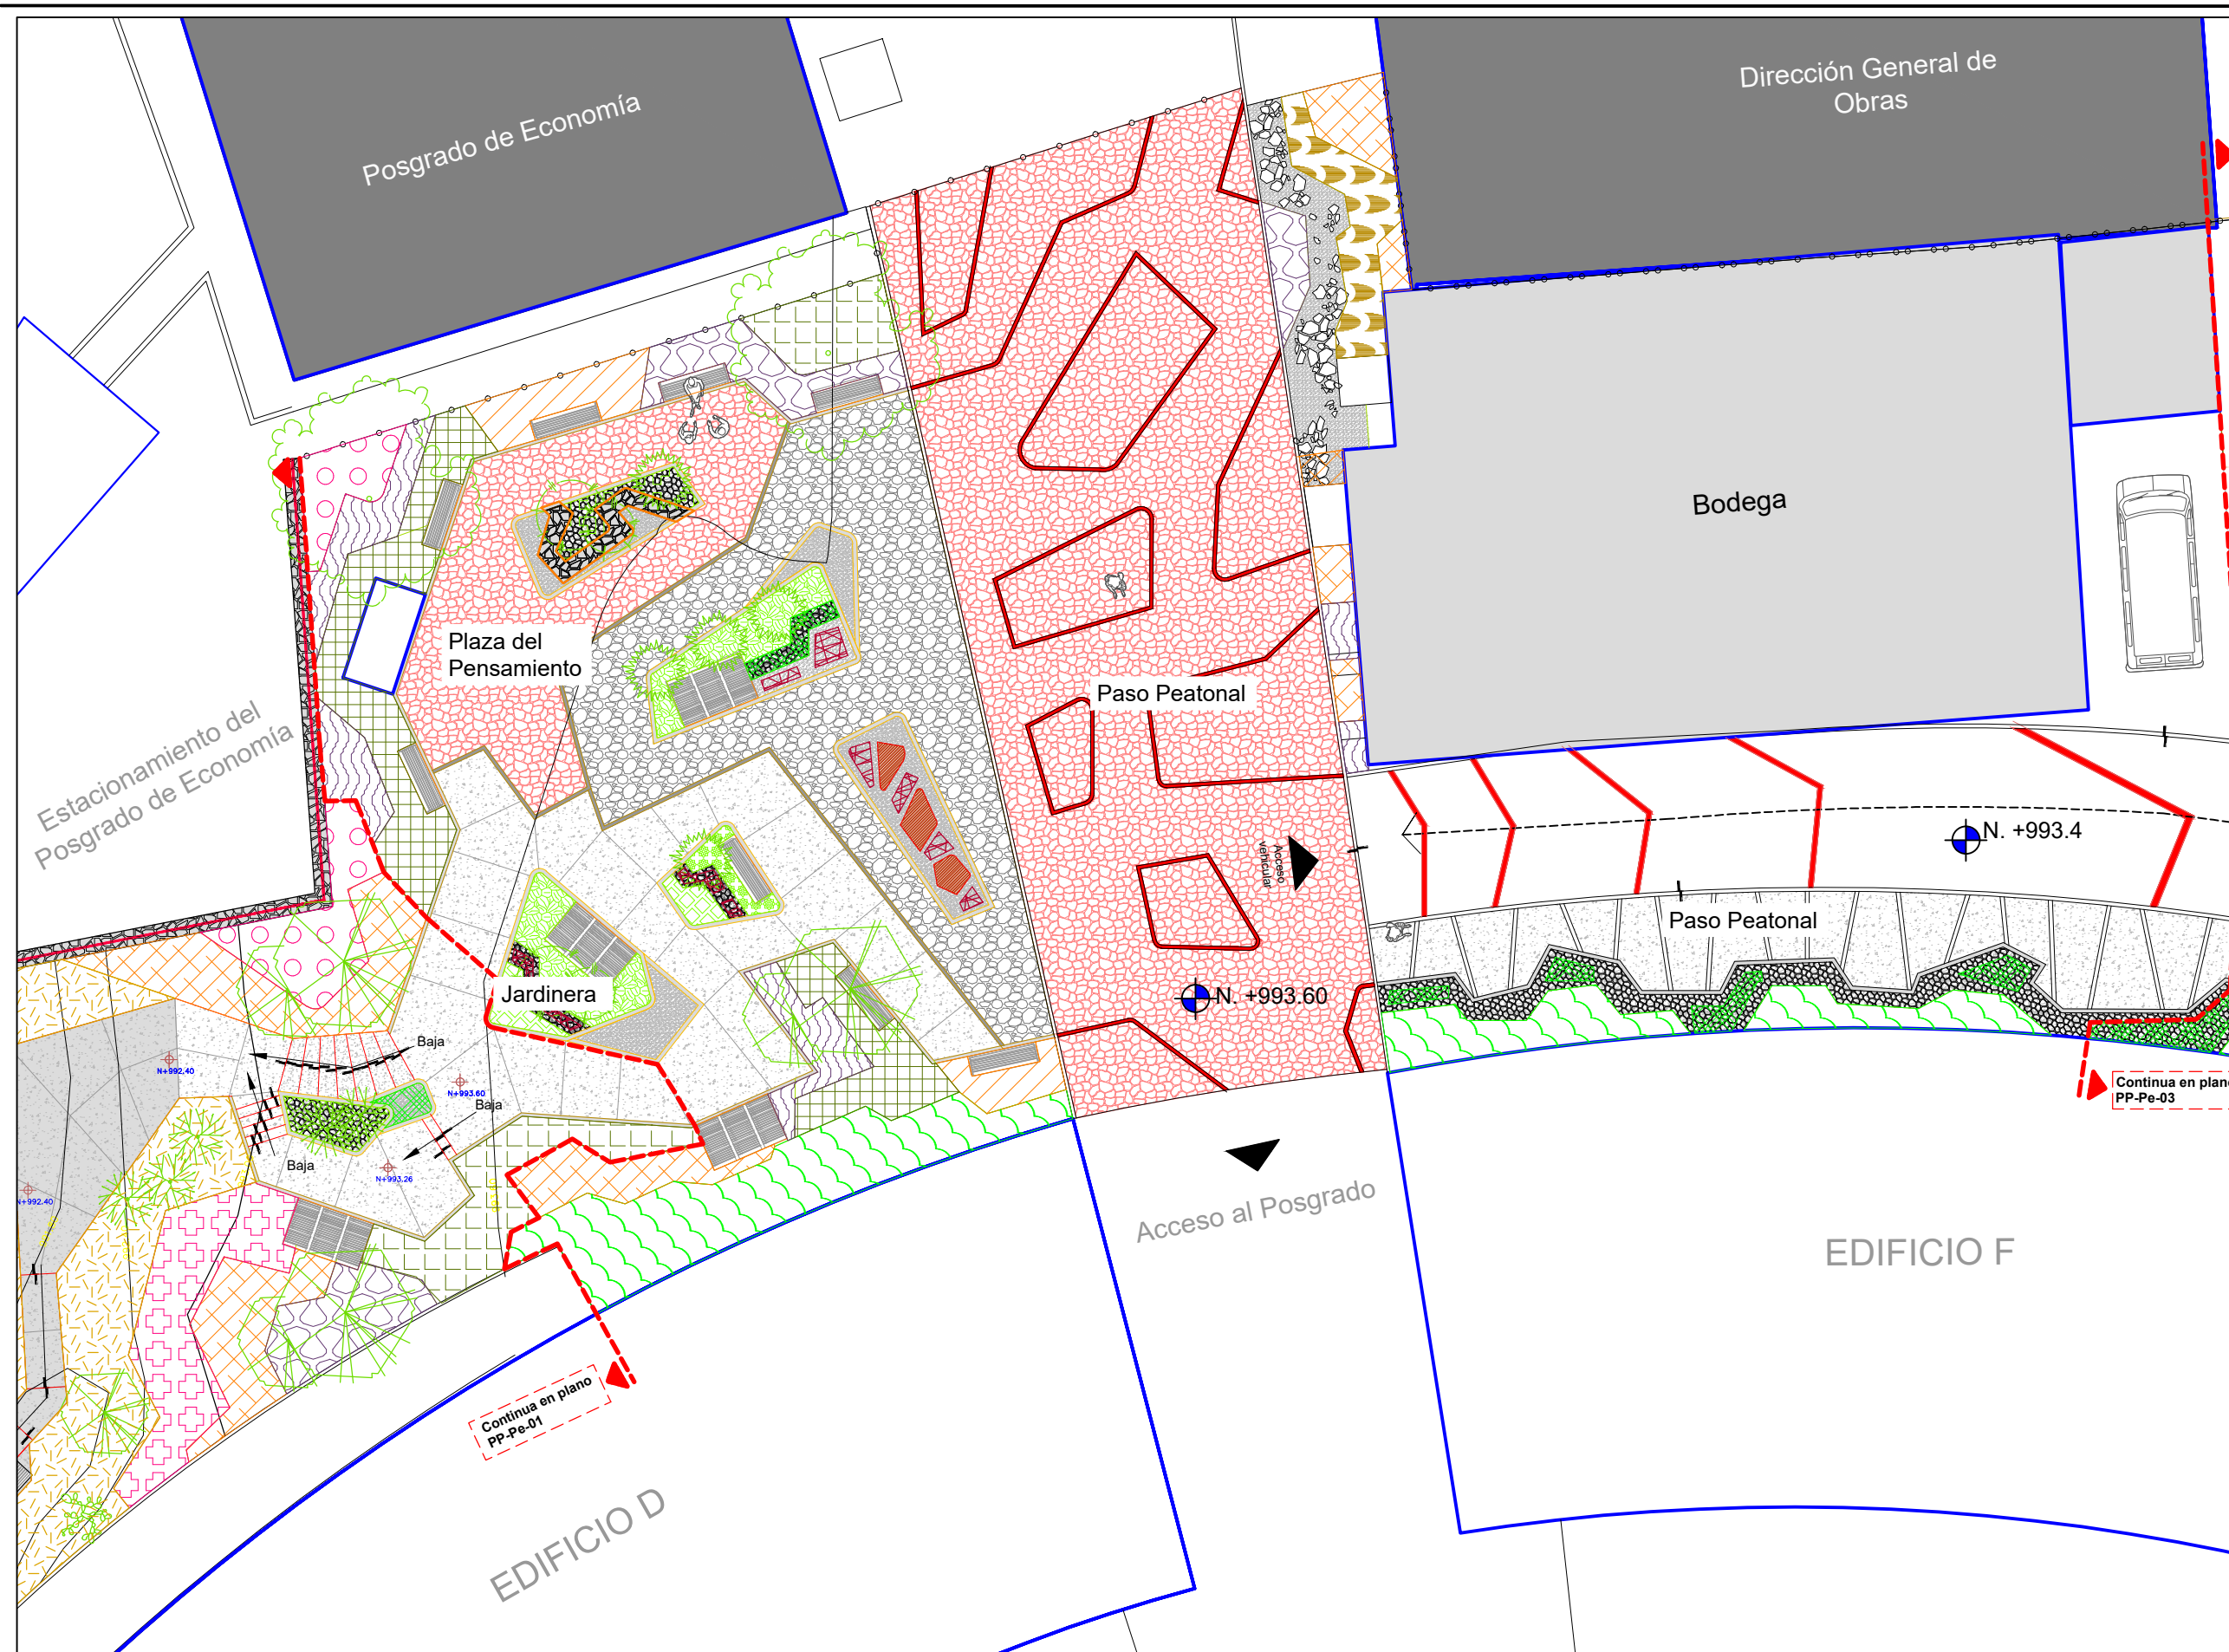 Dirección General de
Obras
Posgrado de Economía
Bodega
Plaza del
Pensamiento
Paso Peatonal
Estacionamiento del
Posgrado de Economía
N. +993.4
Acceso
vehicular
Paso Peatonal
Jardinera
N. +993.60
Baja
N+992.40
N+993.60
Baja
Continua en plano
PP-Pe-03
Baja
N+993.26
N+992.40
Acceso al Posgrado
EDIFICIO F
Continua en plano
PP-Pe-01
EDIFICIO D